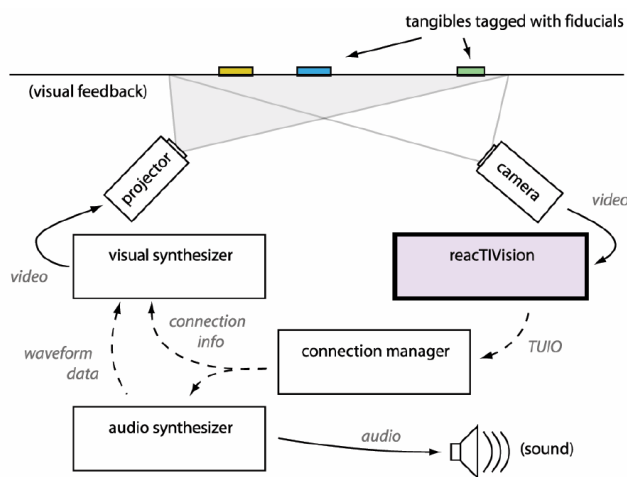 tangibles tagged with fiducials
(visual feedback)
projector
camera
video
visual synthesizer
reacTIVision
video
connection
info
TUIO
waveform
data
connection manager
audio synthesizer
audio
(sound)